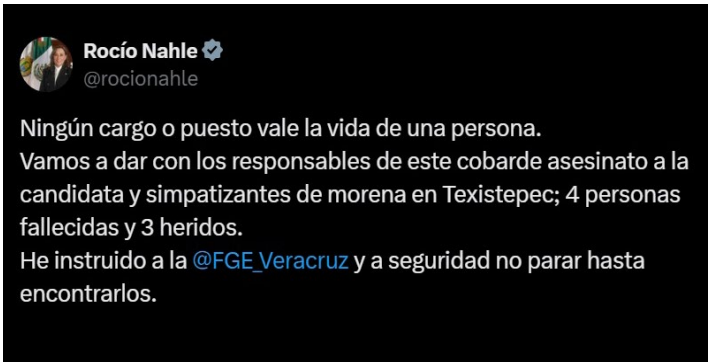 Rocío Nahle
@rocionahle
Ningún cargo o puesto vale la vida de una persona.
Vamos a dar con los responsables de este cobarde asesinato a la
candidata y simpatizantes de morena en Texistepec; 4 personas
fallecidas y 3 heridos.
He instruido a la @FGE_Veracruz y a seguridad no parar hasta
encontrarlos.